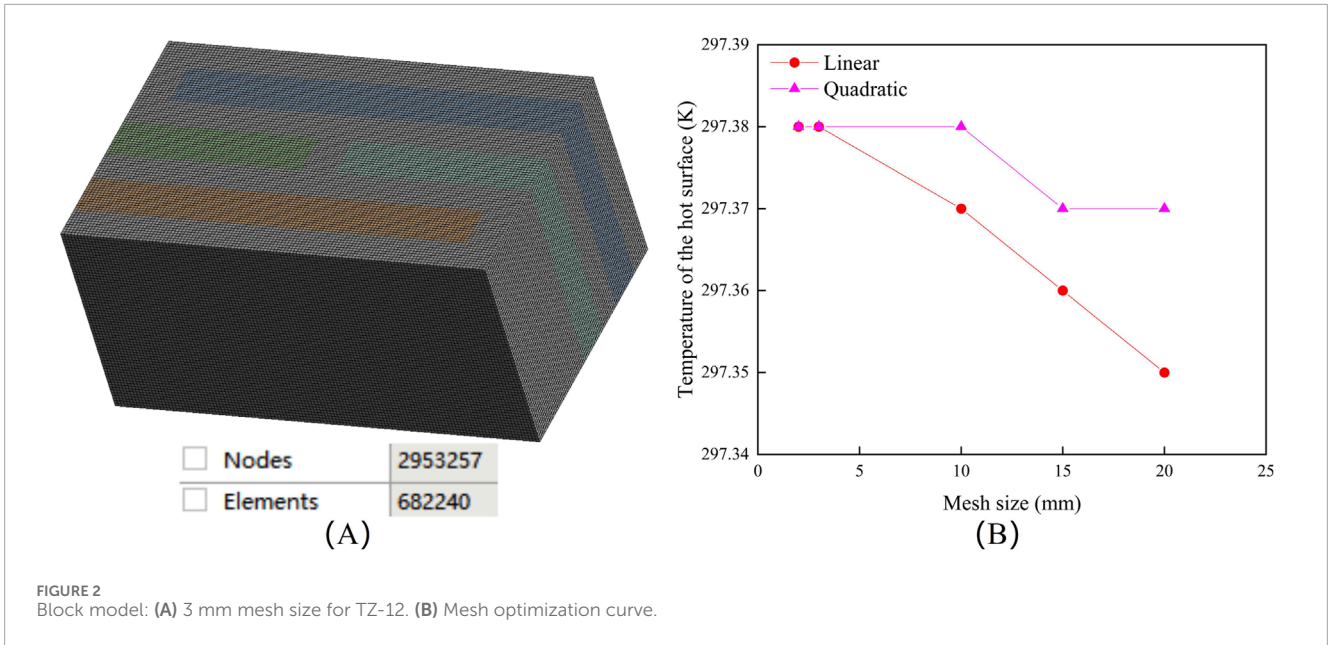 Nodes 2953257
Elements 682240
(A)
297.39
297.38
297.37
297.36
297.35
297.34
Temperature of the hot surface (K)
Linear
Quadratic
0 5 10 15 20 25
Mesh size (mm)
(B)
FIGURE 2
Block model: (A) 3 mm mesh size for TZ-12. (B) Mesh optimization curve.